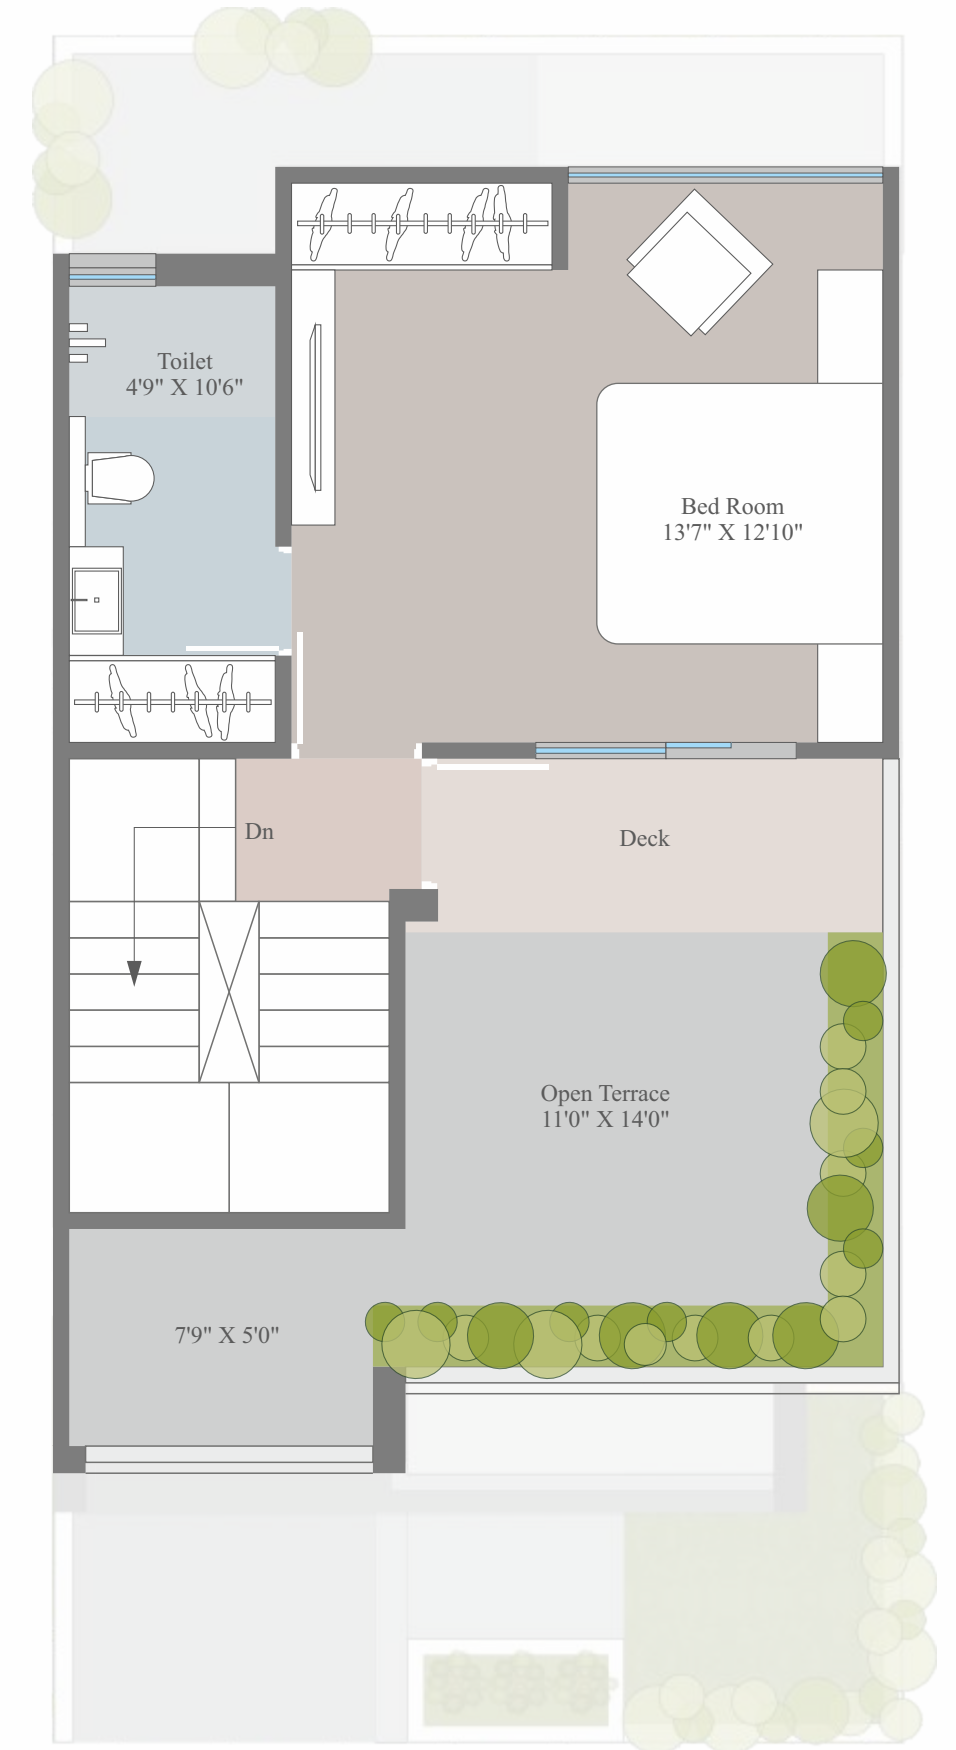 Toilet
4'9" X 10'6"
Bed Room
13'7" X 12'10"
Dn
Deck
Open Terrace
11'0" X 14'0"
7'9" X 5'0"